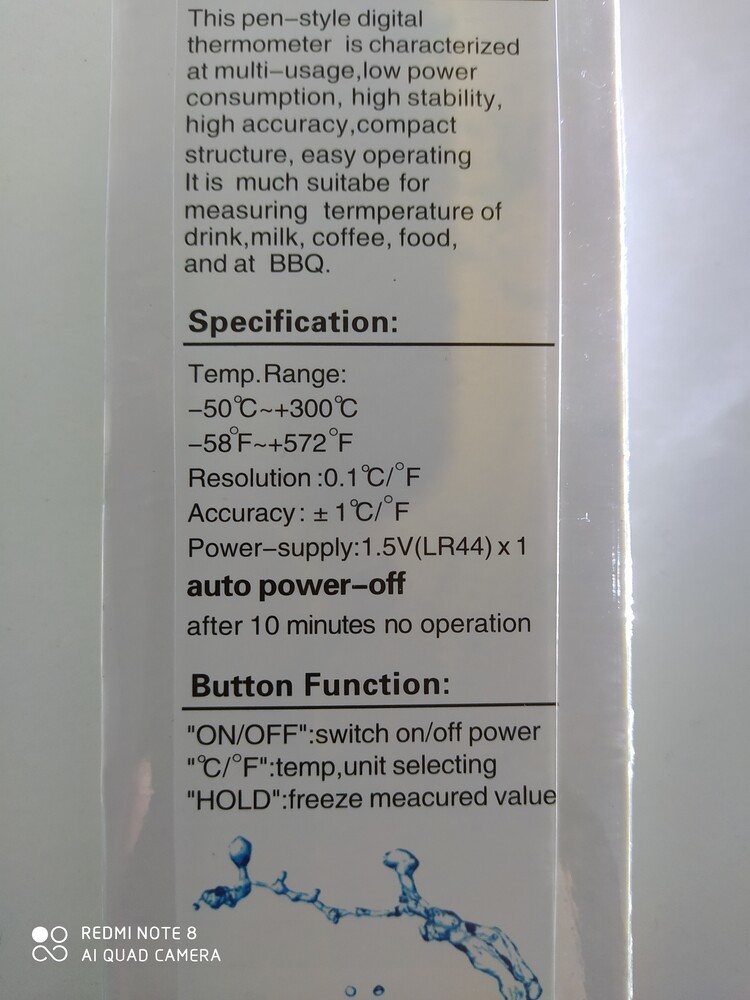 This pen-style digital
thermometer is characterized
at multi-usage,low power
consumption, high stability,
high accuracy,compact
structure, easy operating
It is much suitabe for
measuring termperature of
drink,milk, coffee, food,
and at BBQ.
Specification:
Temp.Range:
-50℃~+300℃
-58°F~+572°F
Resolution:0.1℃/°F
Accuracy: ± 1℃/°F
Power-supply:1.5V(LR44) x 1
auto power-off
after 10 minutes no operation
Button Function:
"ON/OFF":switch on/off power
"℃/°F":temp,unit selecting
"HOLD":freeze meacured value
REDMI NOTE 8
AI QUAD CAMERA